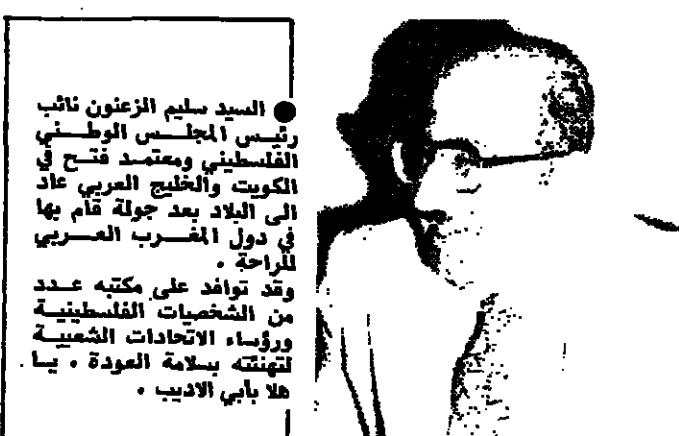 ● السيد سليم الزعنون نائب
رئيس المجلس الوطني
الفلسطيني ومعتمد فتح في
الكويت والخليج العربي عاد
الى البلاد بعد جولة قام بها
في دول المغرب العربي
للراحة .
وقد توافد على مكتبه عدد
من الشخصيات الفلسطينية
ورؤساء الاتحادات الشعبية
لتهنئته بسلامة العودة . يا
هلا بأبي الاديب .